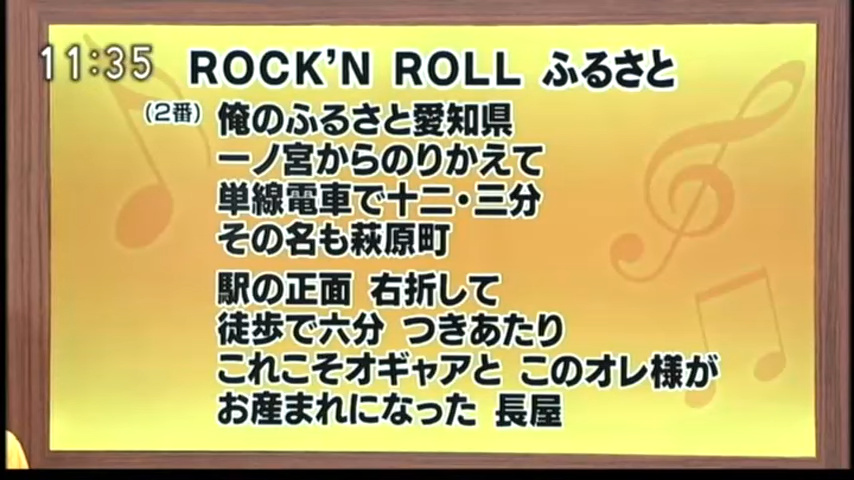 11:35
ROCK'N ROLL ふるさと
(2番) 俺のふるさと愛知県
一ノ宮からのりかえて
単線電車で十二・三分
その名も萩原町
駅の正面 右折して
徒歩で六分 つきあたり
これこそオギャアと このオレ様が
お産まれになった 長屋